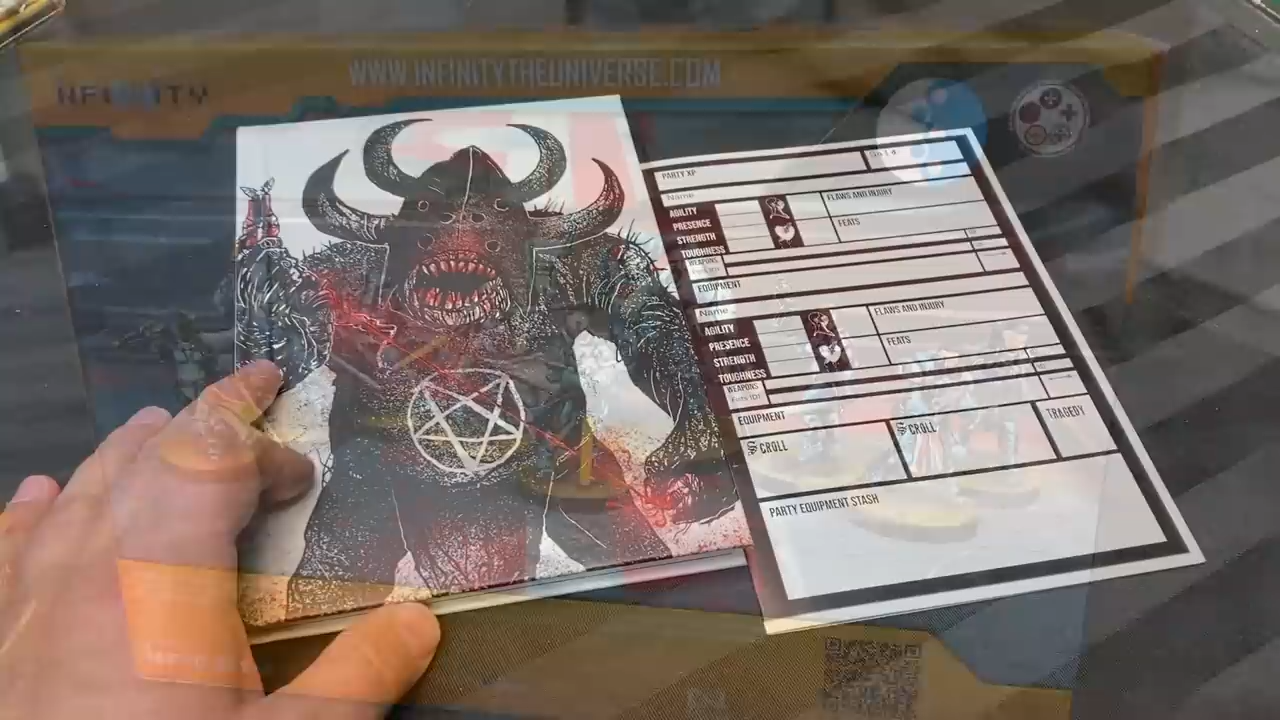 WWW.INFINITYTHEUNIVERSE.COM
INFINITY
PARTY XP
Name
FLAWS AND INJURY
AGILITY
PRESENCE
STRENGTH
TOUGHNESS
FEATS
WEAPONS
EQUIPMENT
Name
FLAWS AND INJURY
AGILITY
PRESENCE
STRENGTH
TOUGHNESS
FEATS
WEAPONS
EQUIPMENT
SCROLL
SCROLL
TRAGEDY
PARTY EQUIPMENT STASH